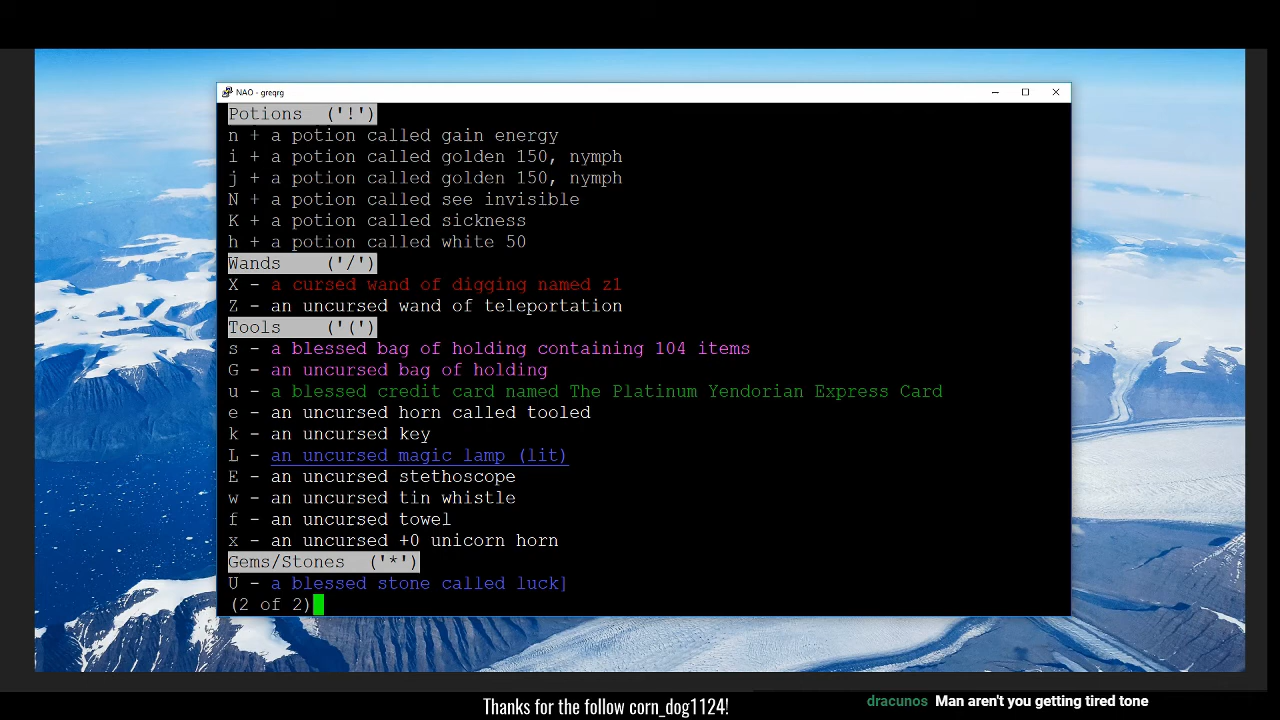 NAO - greqrg
Potions ('!')
n + a potion called gain energy
i + a potion called golden 150, nymph
j + a potion called golden 150, nymph
N + a potion called see invisible
K + a potion called sickness
h + a potion called white 50
Wands ('/')
X - a cursed wand of digging named z1
Z - an uncursed wand of teleportation
Tools ('(')
s - a blessed bag of holding containing 104 items
G - an uncursed bag of holding
u - a blessed credit card named The Platinum Yendorian Express Card
e - an uncursed horn called tooled
k - an uncursed key
L - an uncursed magic lamp (lit)
E - an uncursed stethoscope
w - an uncursed tin whistle
f - an uncursed towel
x - an uncursed +0 unicorn horn
Gems/Stones ('*')
U - a blessed stone called luck]
(2 of 2)
Thanks for the follow corn_dog1124!
dracunos Man aren't you getting tired tone